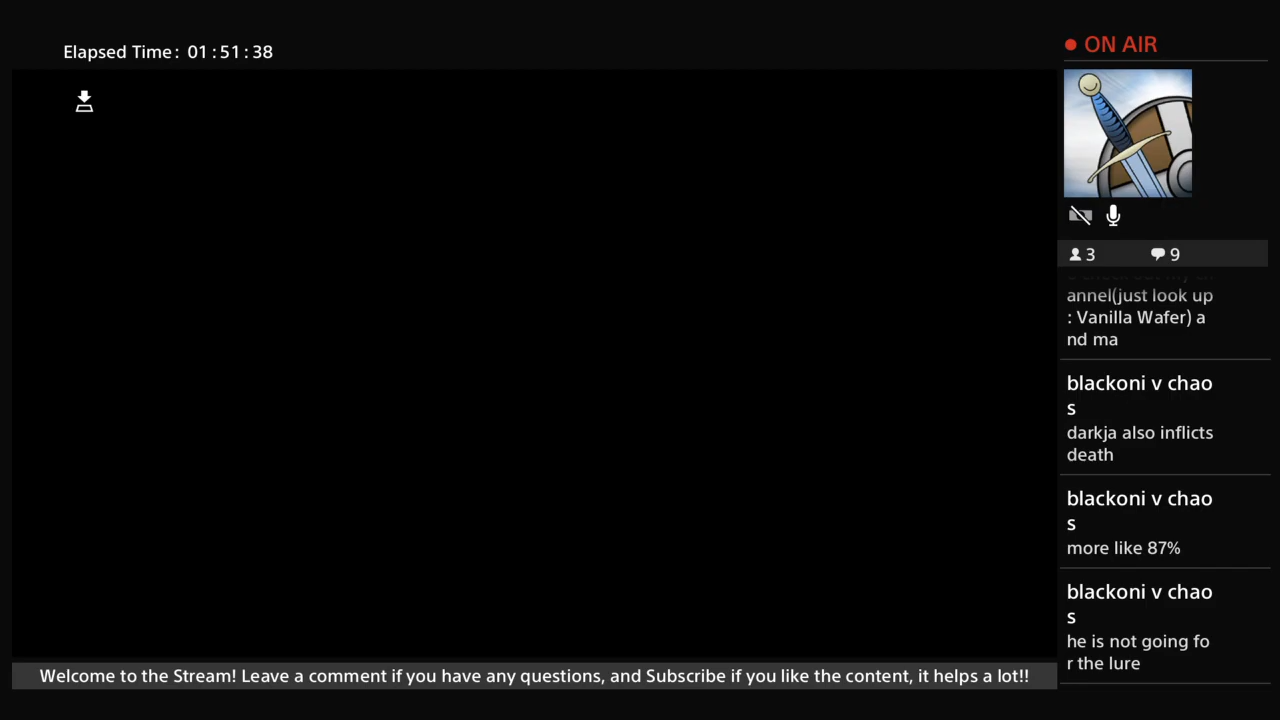 Elapsed Time: 01:51:38
ON AIR
3 9
annel(just look up
: Vanilla Wafer) a
nd ma
blackoni v chao
s
darkja also inflicts
death
blackoni v chao
s
more like 87%
blackoni v chao
s
he is not going fo
r the lure
Welcome to the Stream! Leave a comment if you have any questions, and Subscribe if you like the content, it helps a lot!!